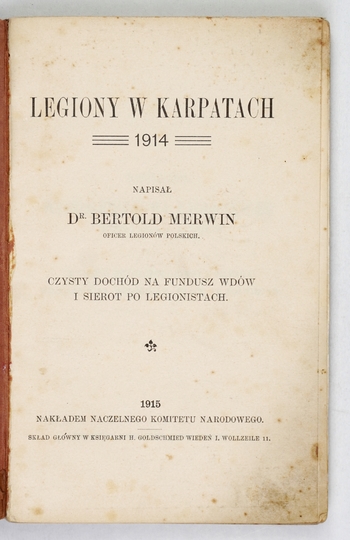 LEGIONY W KARPATACH
1914
NAPISAŁ
DR. BERTOLD MERWIN
OFICER LEGIONÓW POLSKICH.
CZYSTY DOCHÓD NA FUNDUSZ WDÓW
I SIEROT PO LEGIONISTACH.
1915
NAKŁADEM NACZELNEGO KOMITETU NARODOWEGO.
SKŁAD GŁÓWNY W KSIĘGARNI H. GOLDSCHMIED WIEDEŃ I. WOLLZEILE 11.